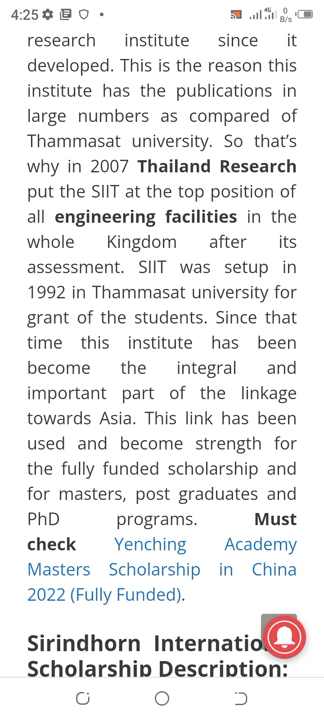 4:25
4G
0
B/s
research institute since it
developed. This is the reason this
institute has the publications in
large numbers as compared of
Thammasat university. So that's
why in 2007 Thailand Research
put the SIIT at the top position of
all engineering facilities in the
whole Kingdom after its
assessment. SIIT was setup in
1992 in Thammasat university for
grant of the students. Since that
time this institute has been
become the integral and
important part of the linkage
towards Asia. This link has been
used and become strength for
the fully funded scholarship and
for masters, post graduates and
PhD programs. Must
check Yenching Academy
Masters Scholarship in China
2022 (Fully Funded).
Sirindhorn
Scholarship Description: